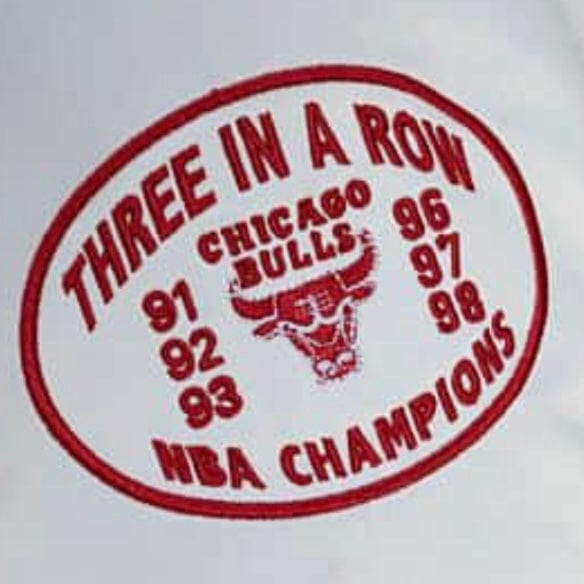 THREE IN A ROW
CHICAGO
BULLS
91
92
93
96
97
98
NBA CHAMPIONS